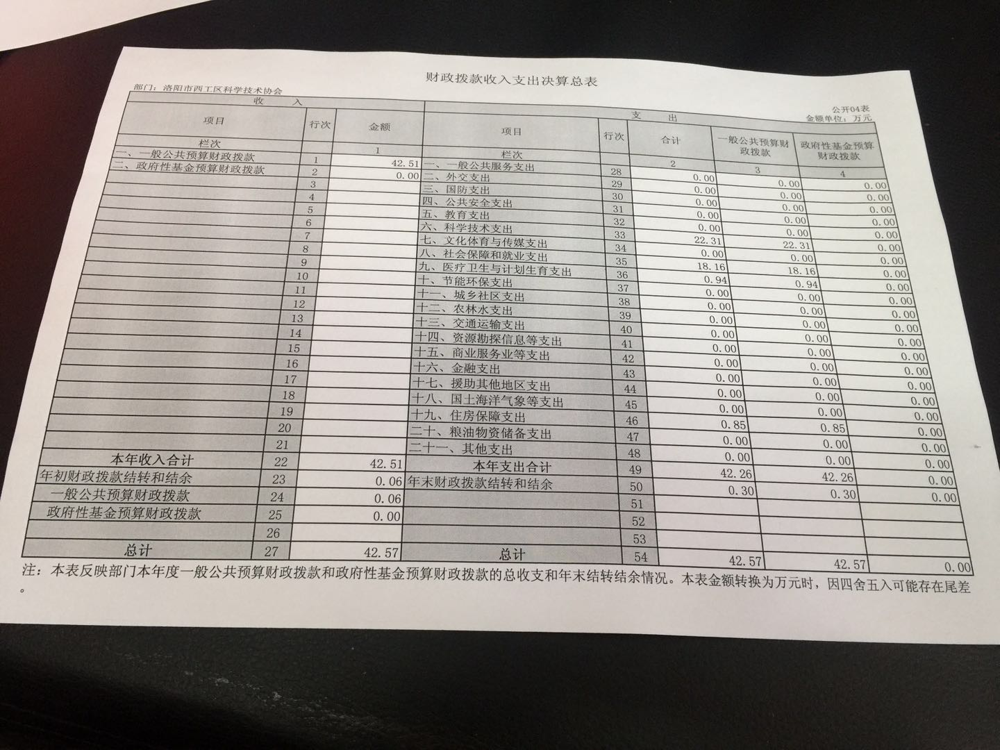 财政拨款收入支出决算总表
公开04表
部门：洛阳市西工区科学技术协会 金额单位：万元
收 入 支 出
项目 行次 金额 项目 行次 合计 一般公共预算财政拨款 政府性基金预算财政拨款
栏次 1 栏次 2 3 4
一、一般公共预算财政拨款 1 42.51 一、一般公共服务支出 28 0.00 0.00 0.00
二、政府性基金预算财政拨款 2 0.00 二、外交支出 29 0.00 0.00 0.00
3 三、国防支出 30 0.00 0.00 0.00
4 四、公共安全支出 31 0.00 0.00 0.00
5 五、教育支出 32 0.00 0.00 0.00
6 六、科学技术支出 33 22.31 22.31 0.00
7 七、文化体育与传媒支出 34 0.00 0.00 0.00
8 八、社会保障和就业支出 35 18.16 18.16 0.00
9 九、医疗卫生与计划生育支出 36 0.94 0.94 0.00
10 十、节能环保支出 37 0.00 0.00 0.00
11 十一、城乡社区支出 38 0.00 0.00 0.00
12 十二、农林水支出 39 0.00 0.00 0.00
13 十三、交通运输支出 40 0.00 0.00 0.00
14 十四、资源勘探信息等支出 41 0.00 0.00 0.00
15 十五、商业服务业等支出 42 0.00 0.00 0.00
16 十六、金融支出 43 0.00 0.00 0.00
17 十七、援助其他地区支出 44 0.00 0.00 0.00
18 十八、国土海洋气象等支出 45 0.00 0.00 0.00
19 十九、住房保障支出 46 0.85 0.85 0.00
20 二十、粮油物资储备支出 47 0.00 0.00 0.00
21 二十一、其他支出 48 0.00 0.00 0.00
本年收入合计 22 42.51 本年支出合计 49 42.26 42.26 0.00
年初财政拨款结转和结余 23 0.06 年末财政拨款结转和结余 50 0.30 0.30 0.00
一般公共预算财政拨款 24 0.06 51
政府性基金预算财政拨款 25 0.00 52
26 53
总计 27 42.57 总计 54 42.57 42.57 0.00
注：本表反映部门本年度一般公共预算财政拨款和政府性基金预算财政拨款的总收支和年末结转结余情况。本表金额转换为万元时，因四舍五入可能存在尾差
。